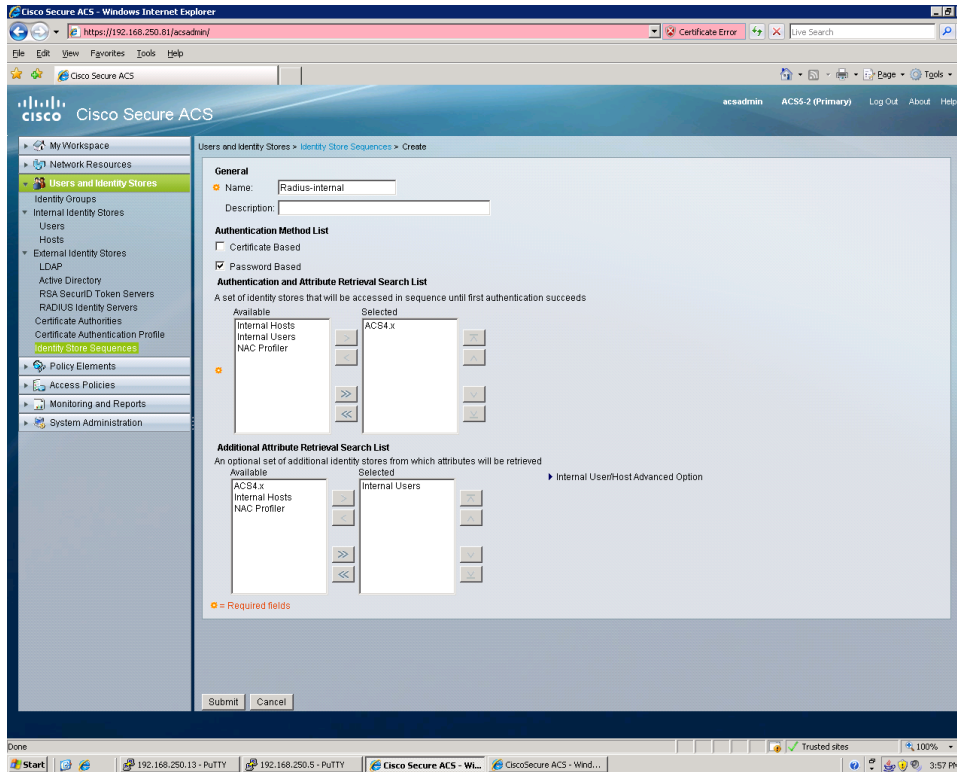 Cisco Secure ACS - Windows Internet Explorer
https://192.168.250.81/acsadmin/
Certificate Error
Live Search
File Edit View Favorites Tools Help
Cisco Secure ACS
Page
Tools
CISCO
Cisco Secure ACS
acsadmin ACS5-2 (Primary) Log Out About Help
My Workspace
Network Resources
Users and Identity Stores
Identity Groups
Internal Identity Stores
Users
Hosts
External Identity Stores
LDAP
Active Directory
RSA SecurID Token Servers
RADIUS Identity Servers
Certificate Authorities
Certificate Authentication Profile
Identity Store Sequences
Policy Elements
Access Policies
Monitoring and Reports
System Administration
Users and Identity Stores > Identity Store Sequences > Create
General
Name: Radius-internal
Description:
Authentication Method List
Certificate Based
Password Based
Authentication and Attribute Retrieval Search List
A set of identity stores that will be accessed in sequence until first authentication succeeds
Available Selected
Internal Hosts
Internal Users
NAC Profiler
ACS4.x
Additional Attribute Retrieval Search List
An optional set of additional identity stores from which attributes will be retrieved
Available Selected
ACS4.x
Internal Hosts
NAC Profiler
Internal Users
Internal User/Host Advanced Option
= Required fields
Submit Cancel
Done
Trusted sites
100%
Start
192.168.250.13 - PuTTY
192.168.250.5 - PuTTY
Cisco Secure ACS - Wi...
CiscoSecure ACS - Wind...
3:57 PM